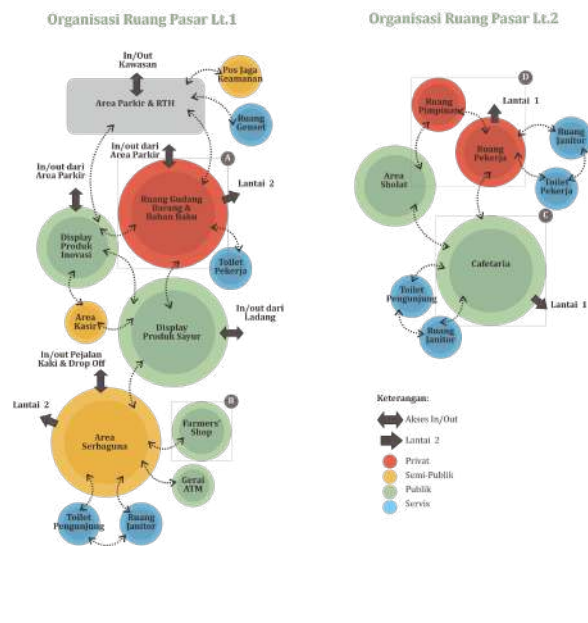 Organisasi Ruang Pasar Lt.1
In/Out
Kawasan
Pos Jaga
Keamanan
Area Parkir & RTH
Ruang
Genset
In/out dari
Area Parkir
A
In/out dari
Area Parkir
Lantai 2
Ruang Gudang
Barang &
Bahan Baku
Display
Produk
Inovasi
Toilet
Pekerja
Area
Kasir
Display
Produk Sayur
In/out dari
Ladang
In/out Pejalan
Kaki & Drop Off
Lantai 2
B
Farmers'
Shop
Area
Serbaguna
Gerai
ATM
Toilet
Pengunjung
Ruang
Janitor
Organisasi Ruang Pasar Lt.2
D
Ruang
Pimpinan
Lantai 1
Ruang
Janitor
Ruang
Pekerja
Area
Sholat
Toilet
Pekerja
C
Cafetaria
Toilet
Pengunjung
Lantai 1
Ruang
Janitor
Keterangan:
Akses In/Out
Lantai 2
Privat
Semi-Publik
Publik
Servis